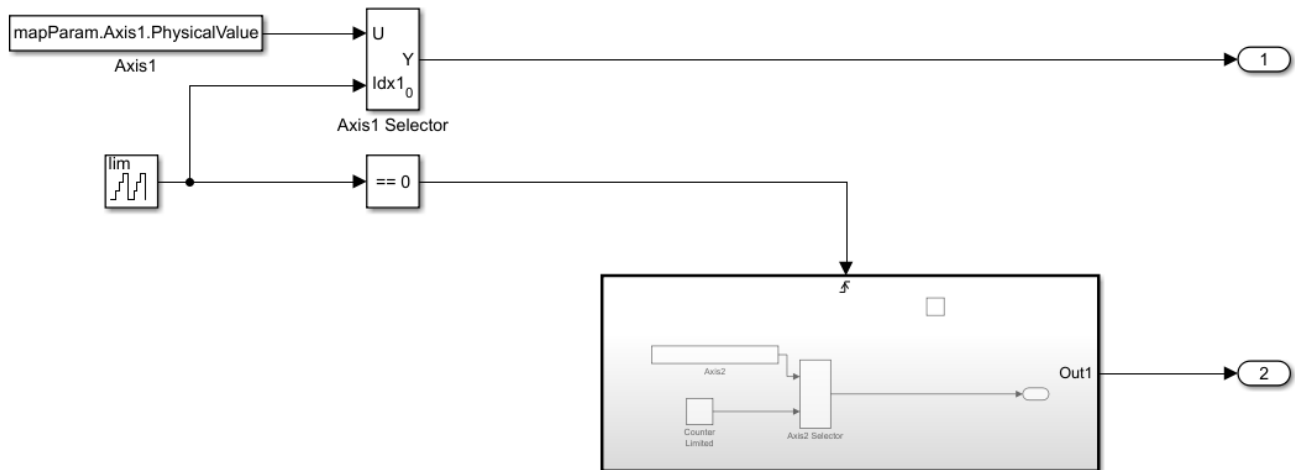 mapParam.Axis1.PhysicalValue
Axis1
U
Y
Idx1
0
Axis1 Selector
1
lim
== 0
Axis2
Counter
Limited
Axis2 Selector
Out1
2